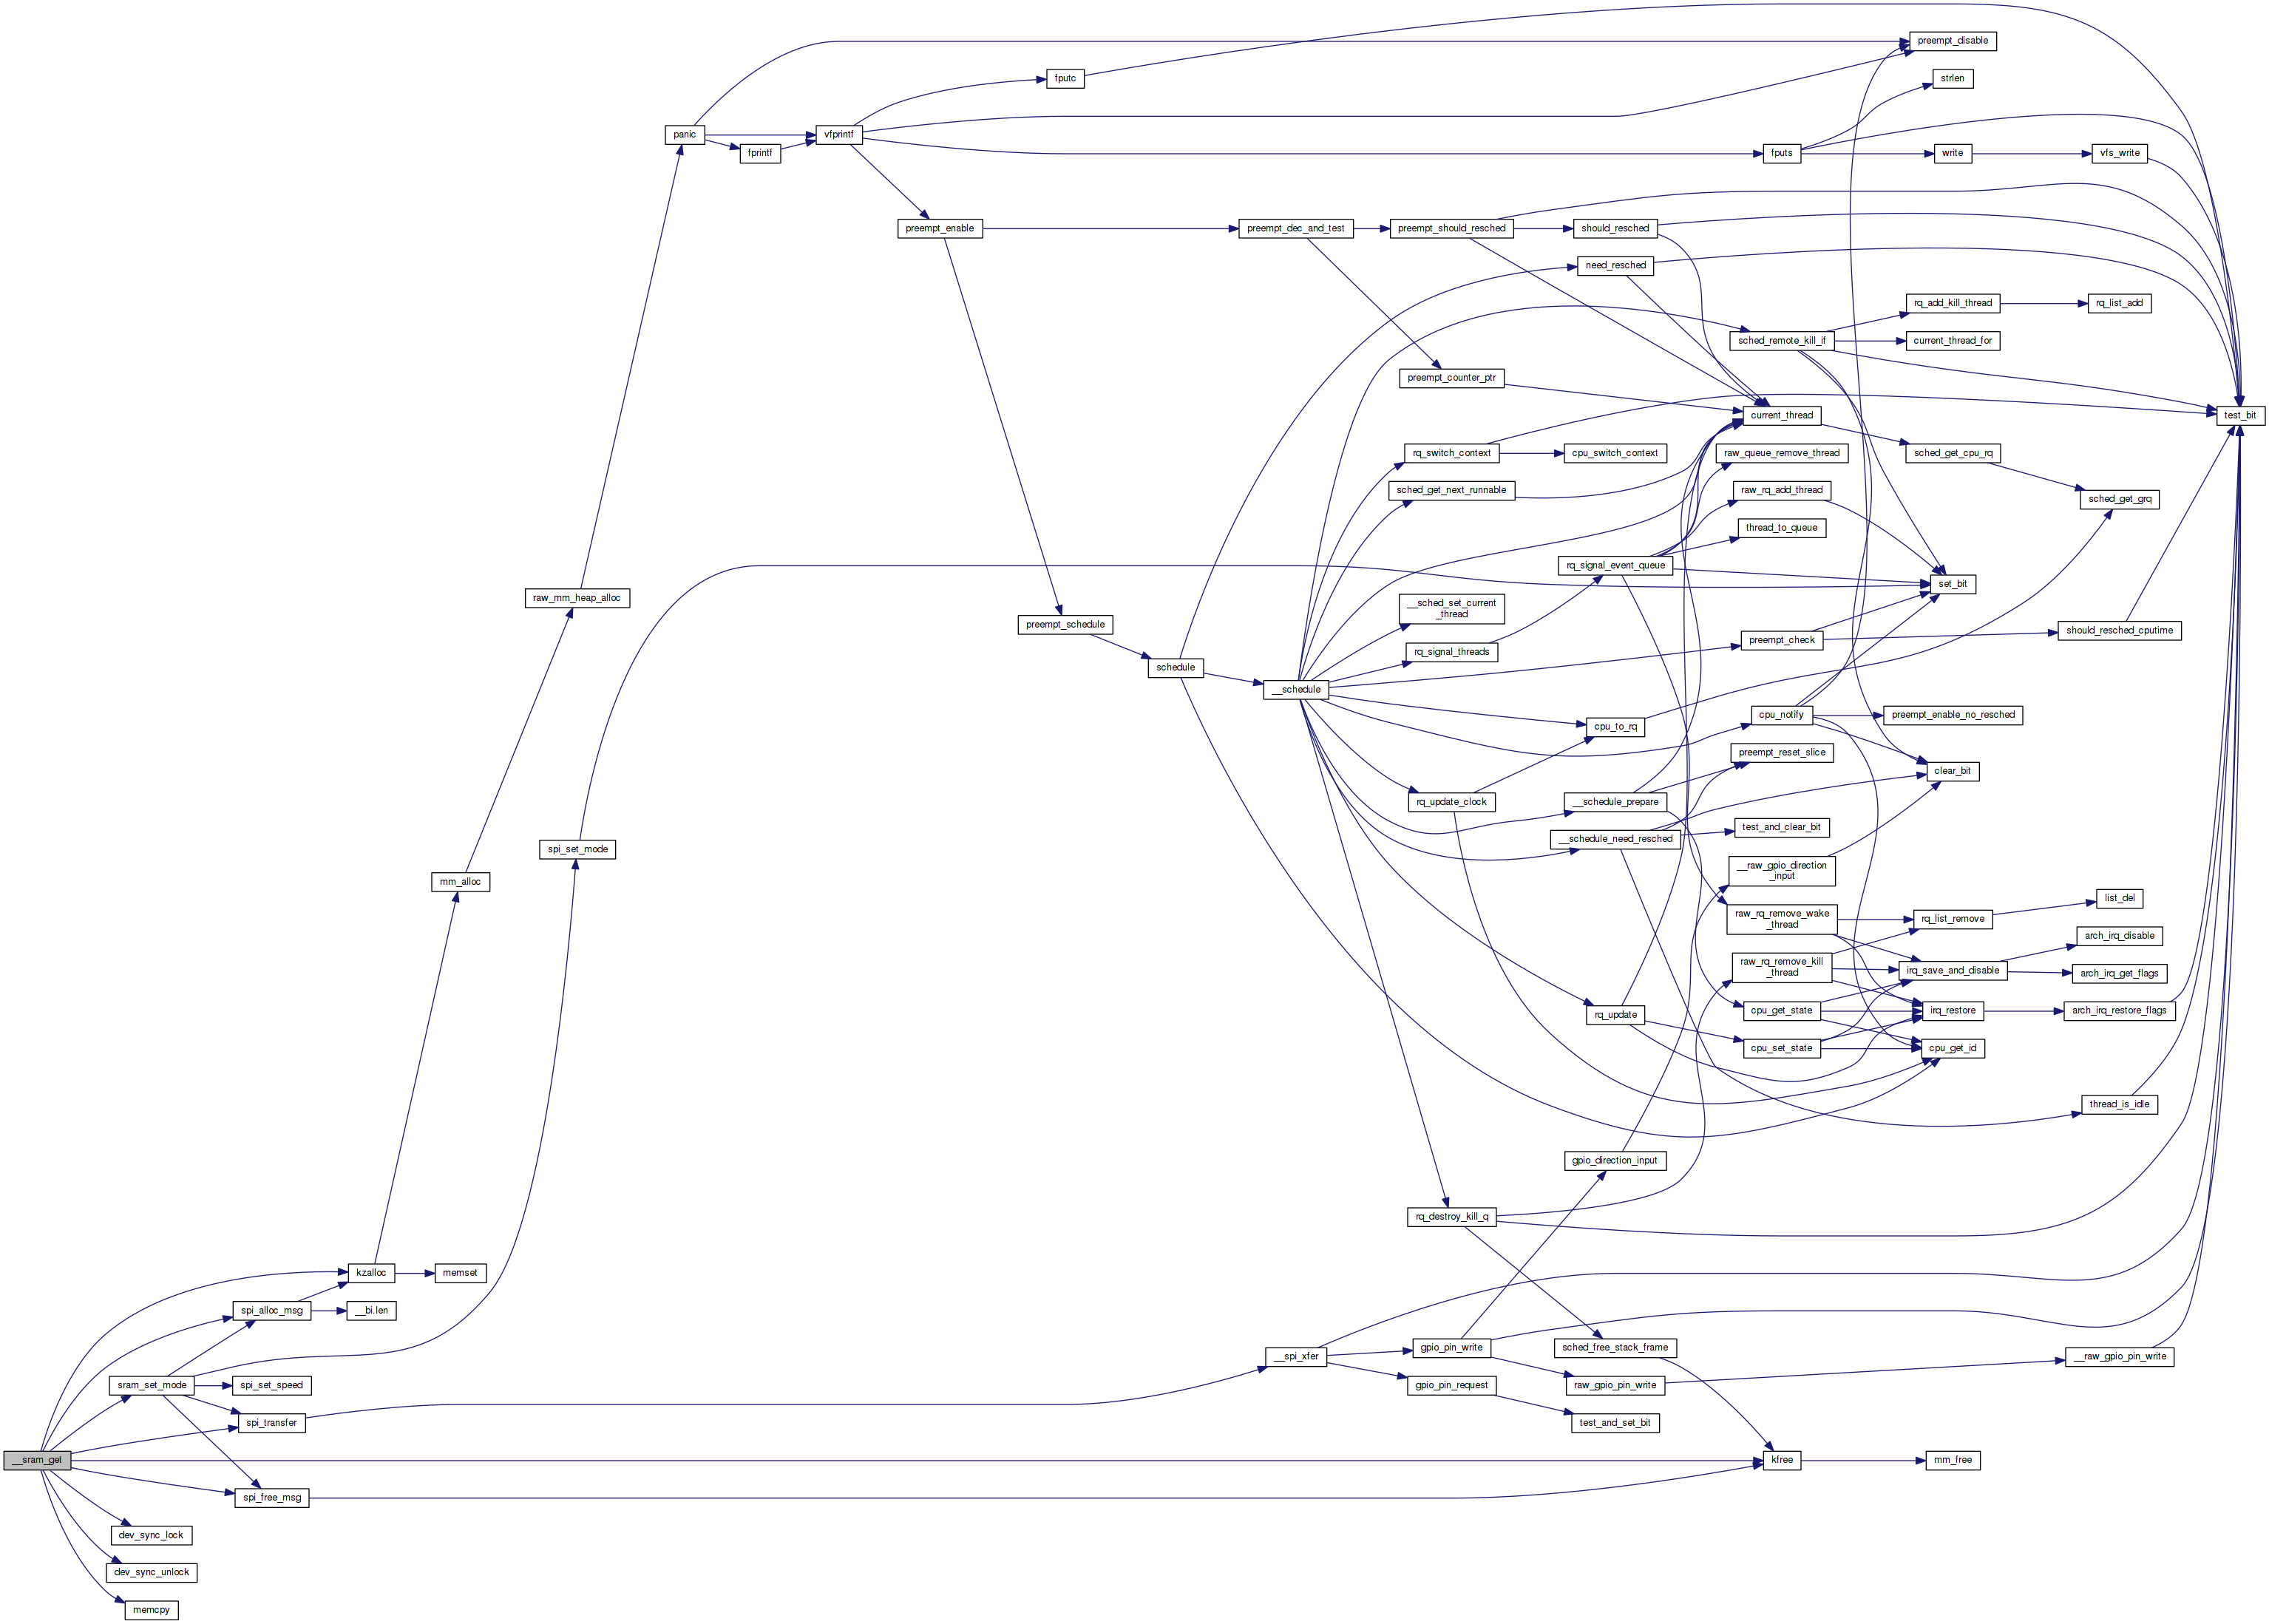 preempt_disable
fputc
strlen
panic
vfprintf
fprintf
fputs
write
vfs_write
preempt_enable
preempt_dec_and_test
preempt_should_resched
should_resched
need_resched
rq_add_kill_thread
rq_list_add
sched_remote_kill_if
current_thread_for
preempt_counter_ptr
current_thread
test_bit
rq_switch_context
cpu_switch_context
raw_queue_remove_thread
sched_get_cpu_rq
sched_get_next_runnable
raw_rq_add_thread
sched_get_grq
thread_to_queue
rq_signal_event_queue
set_bit
raw_mm_heap_alloc
__sched_set_current
_thread
preempt_schedule
preempt_check
should_resched_cputime
rq_signal_threads
schedule
__schedule
cpu_to_rq
cpu_notify
preempt_enable_no_resched
preempt_reset_slice
clear_bit
rq_update_clock
__schedule_prepare
test_and_clear_bit
__schedule_need_resched
spi_set_mode
__raw_gpio_direction
_input
mm_alloc
list_del
raw_rq_remove_wake
_thread
rq_list_remove
arch_irq_disable
raw_rq_remove_kill
_thread
irq_save_and_disable
arch_irq_get_flags
rq_update
cpu_get_state
irq_restore
arch_irq_restore_flags
cpu_set_state
cpu_get_id
thread_is_idle
gpio_direction_input
rq_destroy_kill_q
kzalloc
memset
spi_alloc_msg
__bi.len
__spi_xfer
gpio_pin_write
sched_free_stack_frame
__raw_gpio_pin_write
sram_set_mode
spi_set_speed
gpio_pin_request
raw_gpio_pin_write
spi_transfer
test_and_set_bit
__sram_get
kfree
mm_free
spi_free_msg
dev_sync_lock
dev_sync_unlock
memcpy